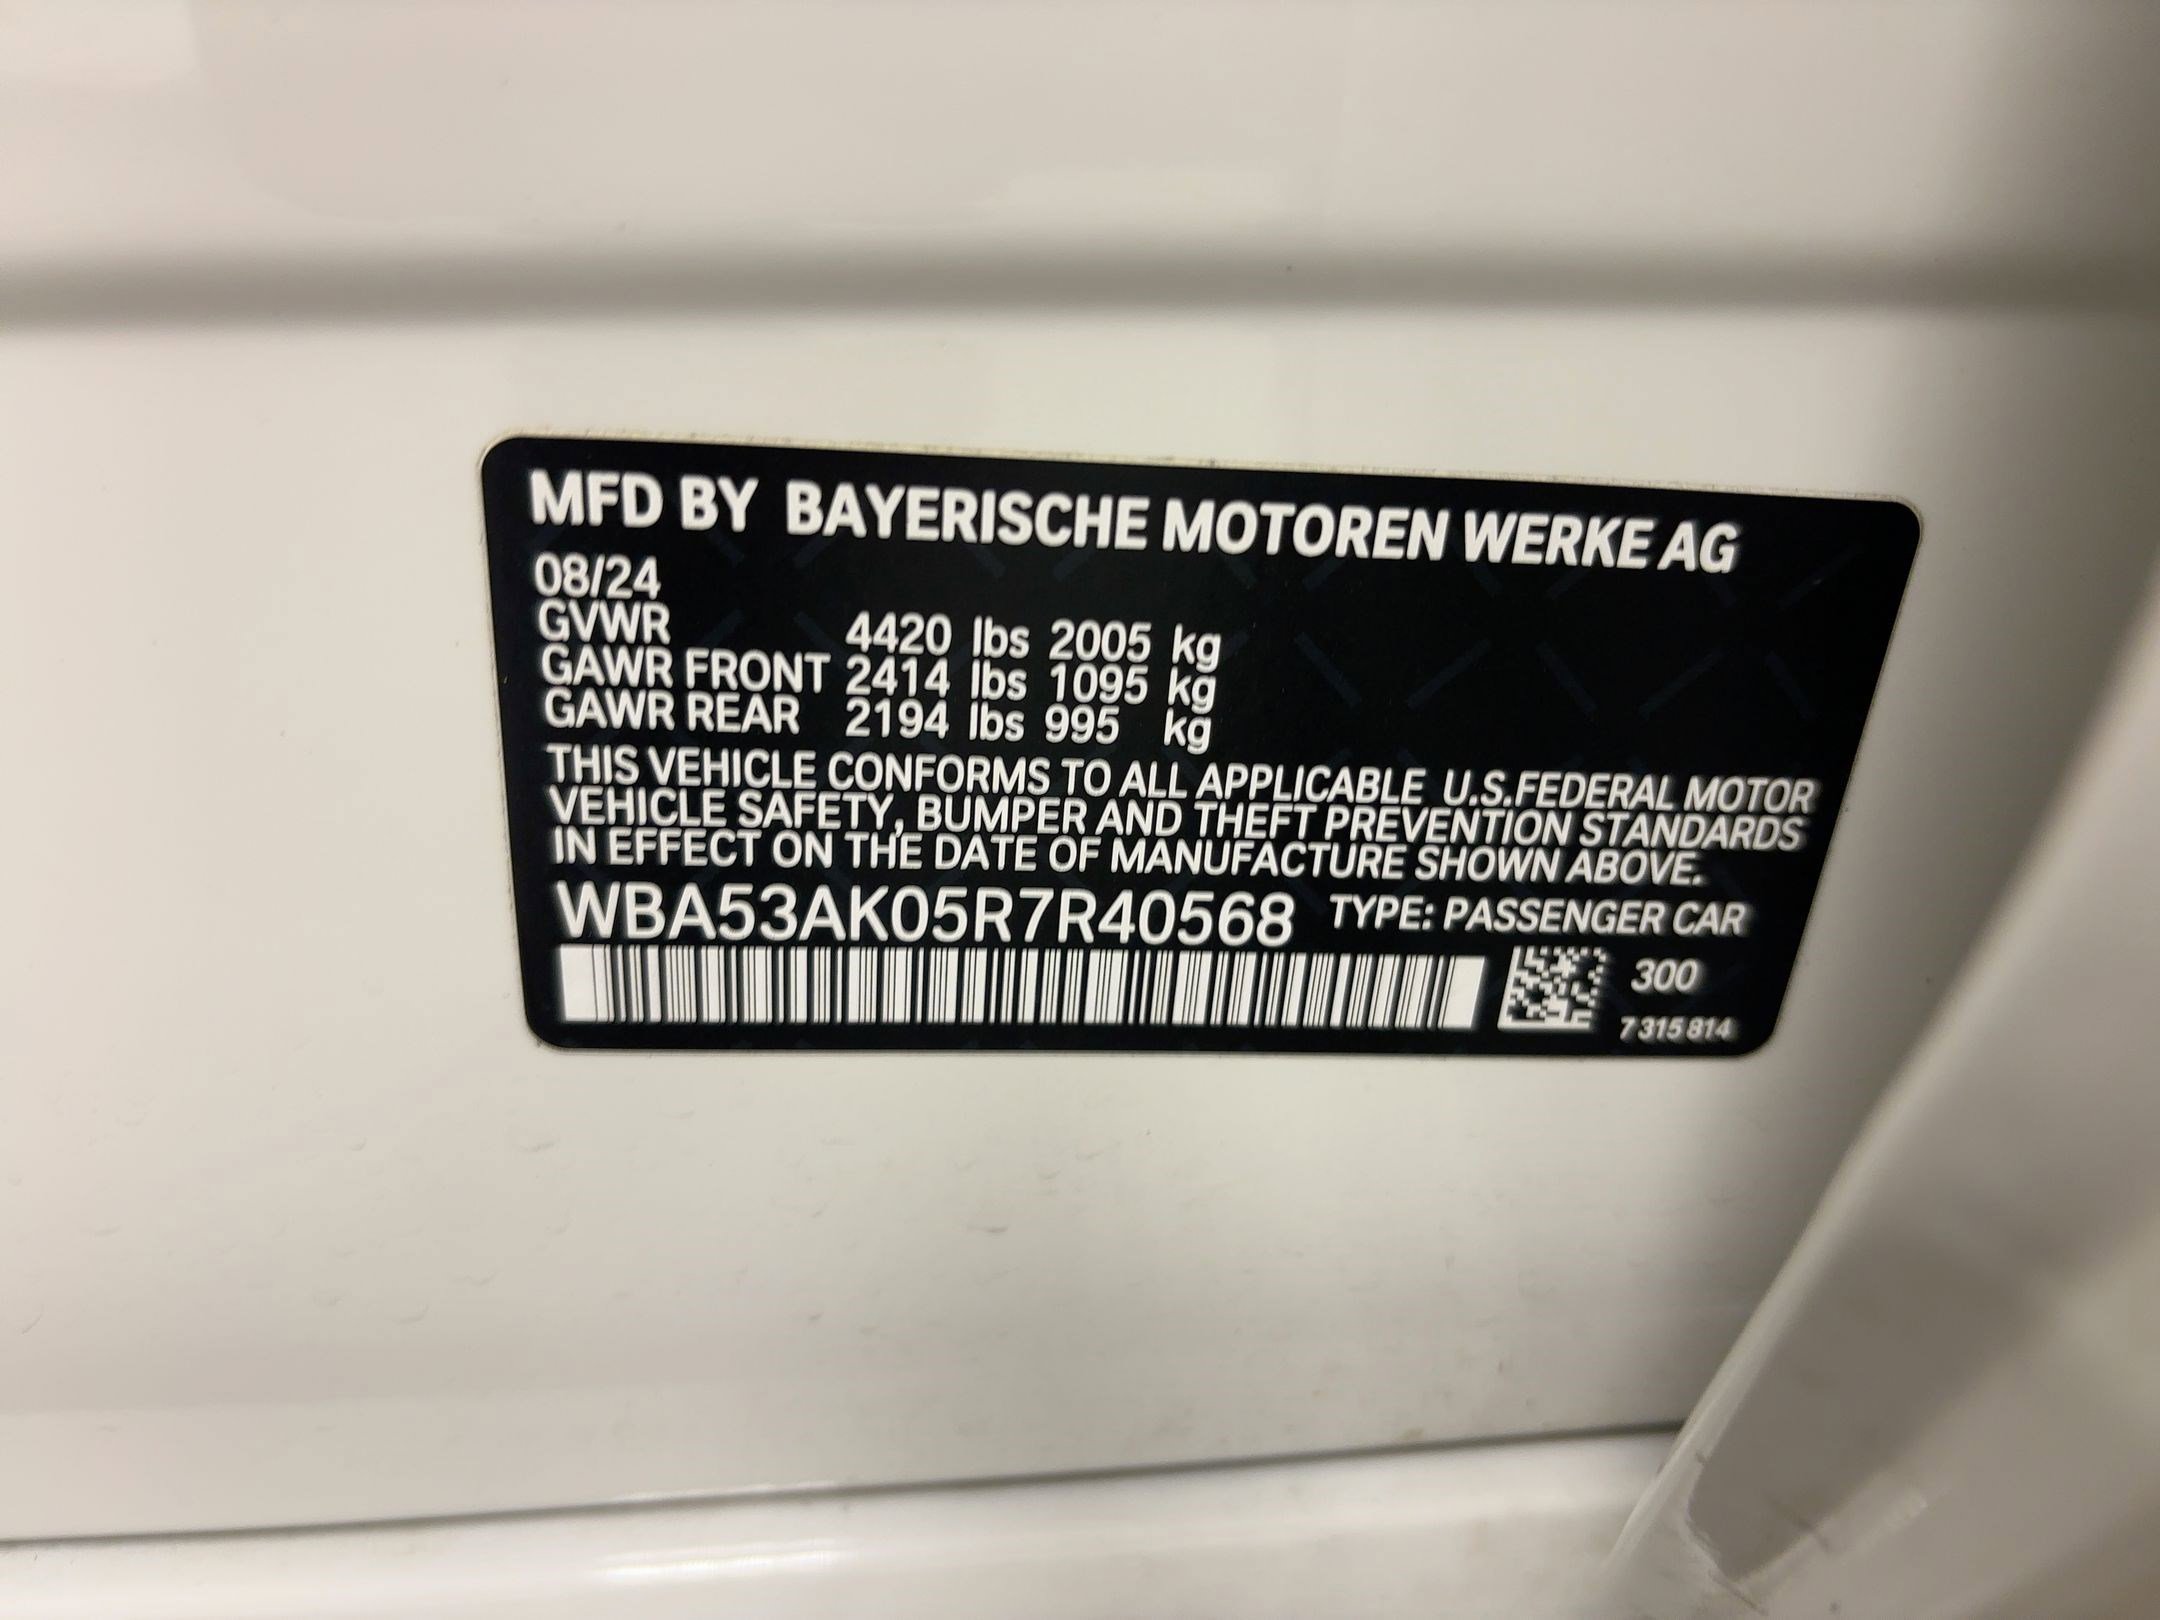 MFD BY BAYERISCHE MOTOREN WERKE AG
08/24
GVWR 4420 lbs 2005 kg
GAWR FRONT 2414 lbs 1095 kg
GAWR REAR 2194 lbs 995 kg
THIS VEHICLE CONFORMS TO ALL APPLICABLE U.S.FEDERAL MOTOR
VEHICLE SAFETY, BUMPER AND THEFT PREVENTION STANDARDS
IN EFFECT ON THE DATE OF MANUFACTURE SHOWN ABOVE.
WBA53AK05R7R40568 TYPE: PASSENGER CAR
300
7 315 814